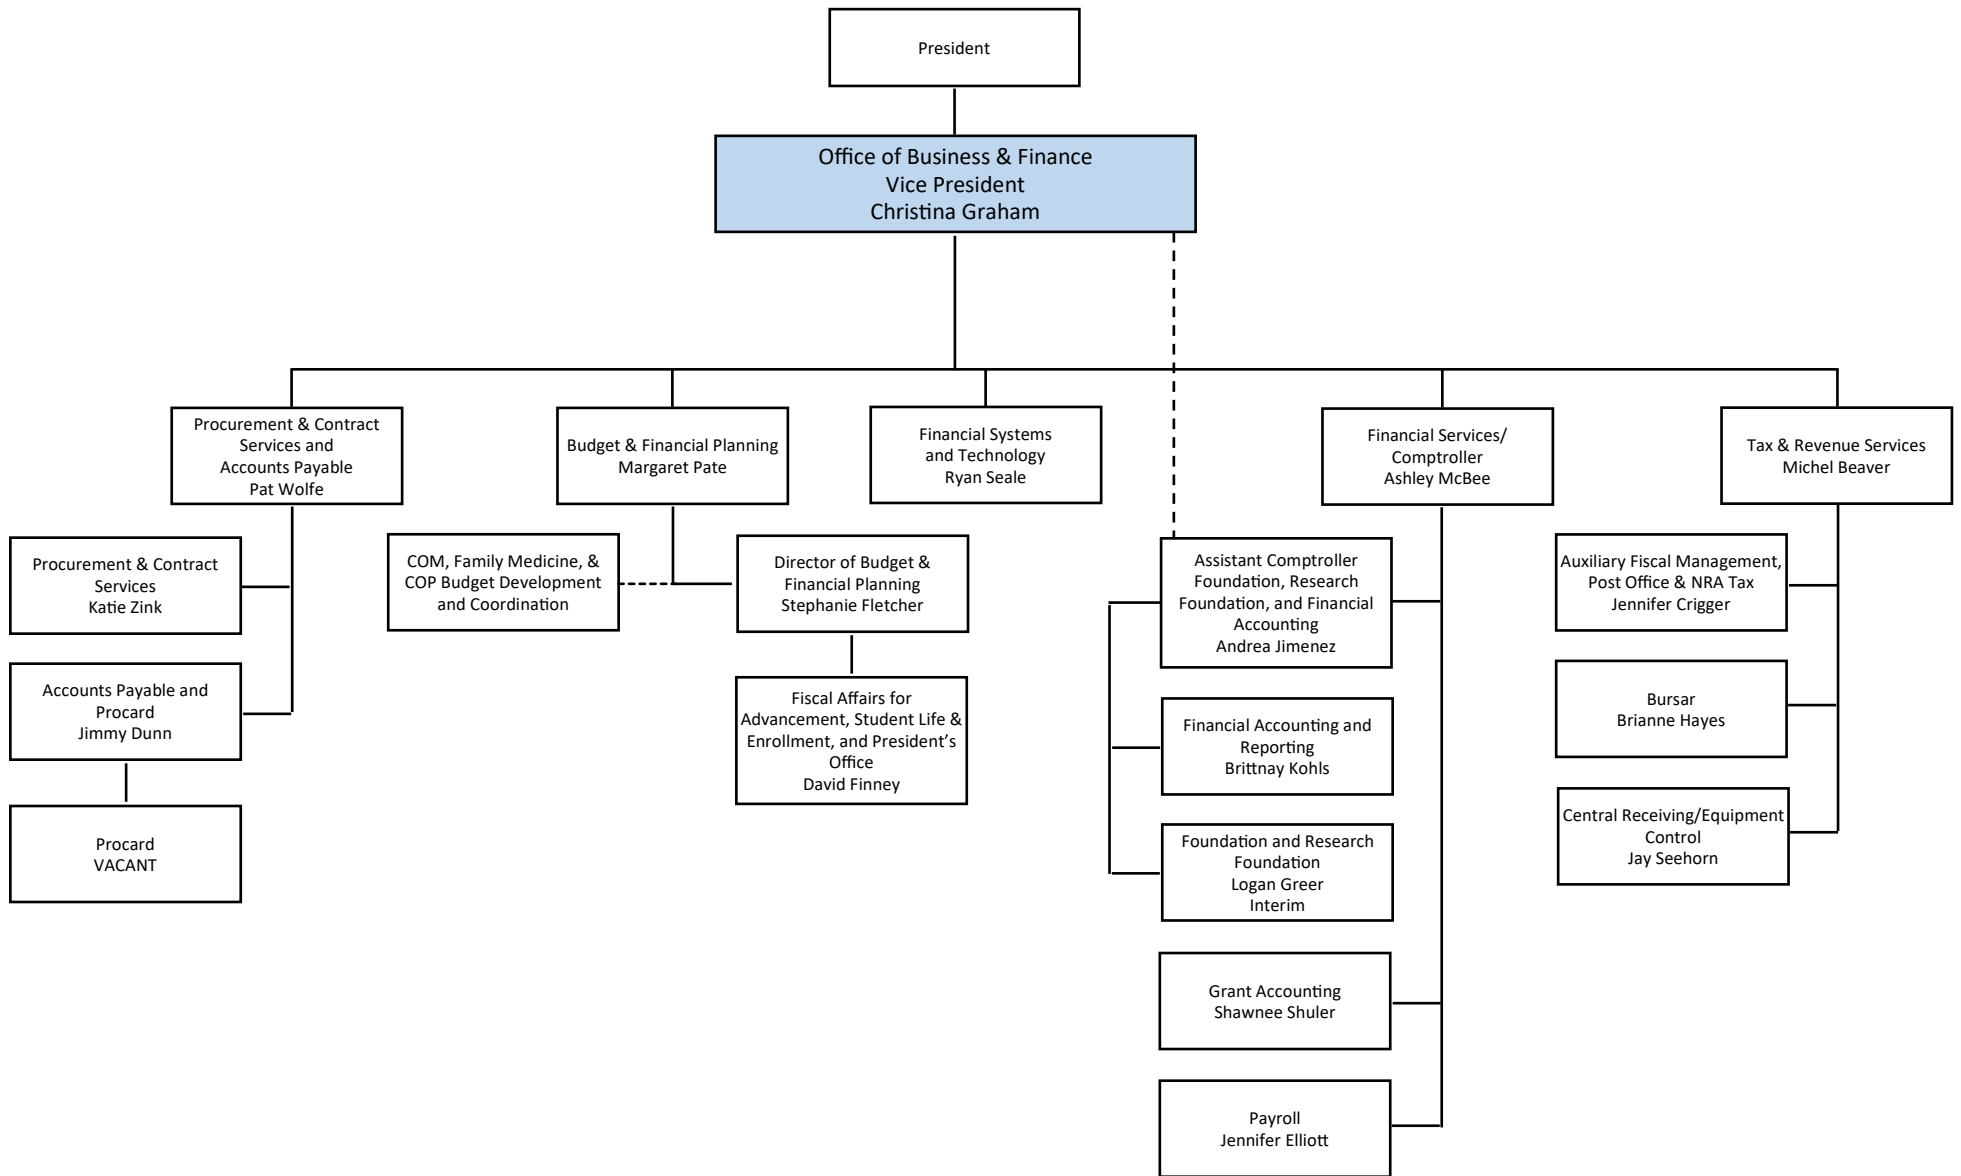 President
Office of Business & Finance
Vice President
Christina Graham
Procurement & Contract
Services and
Accounts Payable
Pat Wolfe
Budget & Financial Planning
Margaret Pate
Financial Systems
and Technology
Ryan Seale
Financial Services/
Comptroller
Ashley McBee
Tax & Revenue Services
Michel Beaver
Procurement & Contract
Services
Katie Zink
COM, Family Medicine, &
COP Budget Development
and Coordination
Director of Budget &
Financial Planning
Stephanie Fletcher
Assistant Comptroller
Foundation, Research
Foundation, and Financial
Accounting
Andrea Jimenez
Auxiliary Fiscal Management,
Post Office & NRA Tax
Jennifer Crigger
Accounts Payable and
Procard
Jimmy Dunn
Fiscal Affairs for
Advancement, Student Life &
Enrollment, and President’s
Office
David Finney
Financial Accounting and
Reporting
Brittnay Kohls
Bursar
Brianne Hayes
Procard
VACANT
Foundation and Research
Foundation
Logan Greer
Interim
Central Receiving/Equipment
Control
Jay Seehorn
Grant Accounting
Shawnee Shuler
Payroll
Jennifer Elliott